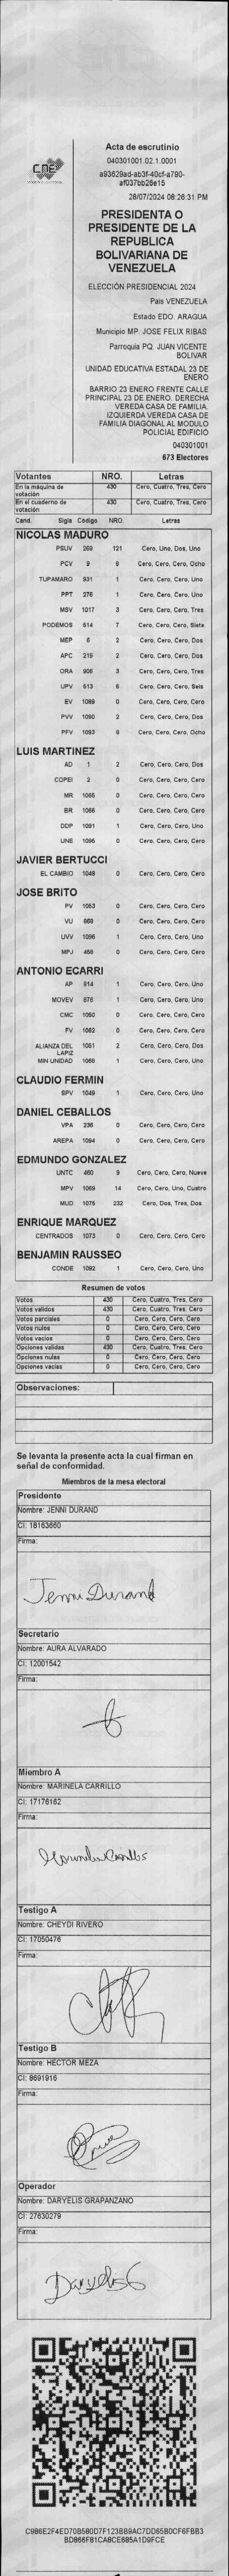 CNE
Acta de escrutinio
040301001.02.1.0001
a93629ad-ab3f-40cf-a790-
af037bb26e15
28/07/2024 08:26:31 PM
PRESIDENTA O
PRESIDENTE DE LA
REPUBLICA
BOLIVARIANA DE
VENEZUELA
ELECCIÓN PRESIDENCIAL 2024
País VENEZUELA
Estado EDO. ARAGUA
Municipio MP. JOSE FELIX RIBAS
Parroquia PQ. JUAN VICENTE
BOLIVAR
UNIDAD EDUCATIVA ESTADAL 23 DE
ENERO
BARRIO 23 ENERO FRENTE CALLE
PRINCIPAL 23 DE ENERO. DERECHA
VEREDA CASA DE FAMILIA.
IZQUIERDA VEREDA CASA DE
FAMILIA DIAGONAL AL MODULO
POLICIAL EDIFICIO
040301001
673 Electores
Votantes NRO. Letras
En la máquina de votación 430 Cero, Cuatro, Tres, Cero
En el cuaderno de votación 430 Cero, Cuatro, Tres, Cero
Cand. Sigla Código NRO. Letras
NICOLAS MADURO
PSUV 269 121 Cero, Uno, Dos, Uno
PCV 9 8 Cero, Cero, Cero, Ocho
TUPAMARO 931 1 Cero, Cero, Cero, Uno
PPT 276 1 Cero, Cero, Cero, Uno
MSV 1017 3 Cero, Cero, Cero, Tres
PODEMOS 514 7 Cero, Cero, Cero, Siete
MEP 6 2 Cero, Cero, Cero, Dos
APC 219 2 Cero, Cero, Cero, Dos
ORA 906 3 Cero, Cero, Cero, Tres
UPV 513 6 Cero, Cero, Cero, Seis
EV 1089 0 Cero, Cero, Cero, Cero
PVV 1090 2 Cero, Cero, Cero, Dos
PFV 1093 8 Cero, Cero, Cero, Ocho
LUIS MARTINEZ
AD 1 2 Cero, Cero, Cero, Dos
COPEI 2 0 Cero, Cero, Cero, Cero
MR 1065 0 Cero, Cero, Cero, Cero
BR 1066 0 Cero, Cero, Cero, Cero
DDP 1091 1 Cero, Cero, Cero, Uno
UNE 1095 0 Cero, Cero, Cero, Cero
JAVIER BERTUCCI
EL CAMBIO 1048 0 Cero, Cero, Cero, Cero
JOSE BRITO
PV 1053 0 Cero, Cero, Cero, Cero
VU 868 0 Cero, Cero, Cero, Cero
UVV 1096 1 Cero, Cero, Cero, Uno
MPJ 458 0 Cero, Cero, Cero, Cero
ANTONIO ECARRI
AP 914 1 Cero, Cero, Cero, Uno
MOVEV 876 1 Cero, Cero, Cero, Uno
CMC 1050 0 Cero, Cero, Cero, Cero
FV 1062 0 Cero, Cero, Cero, Cero
ALIANZA DEL LAPIZ 1051 2 Cero, Cero, Cero, Dos
MIN UNIDAD 1068 1 Cero, Cero, Cero, Uno
CLAUDIO FERMIN
SPV 1049 1 Cero, Cero, Cero, Uno
DANIEL CEBALLOS
VPA 236 0 Cero, Cero, Cero, Cero
AREPA 1094 0 Cero, Cero, Cero, Cero
EDMUNDO GONZALEZ
UNTC 460 9 Cero, Cero, Cero, Nueve
MPV 1069 14 Cero, Cero, Uno, Cuatro
MUD 1075 232 Cero, Dos, Tres, Dos
ENRIQUE MARQUEZ
CENTRADOS 1073 0 Cero, Cero, Cero, Cero
BENJAMIN RAUSSEO
CONDE 1092 1 Cero, Cero, Cero, Uno
Resumen de votos
Votos 430 Cero, Cuatro, Tres, Cero
Votos validos 430 Cero, Cuatro, Tres, Cero
Votos parciales 0 Cero, Cero, Cero, Cero
Votos nulos 0 Cero, Cero, Cero, Cero
Votos vacios 0 Cero, Cero, Cero, Cero
Opciones validas 430 Cero, Cuatro, Tres, Cero
Opciones nulas 0 Cero, Cero, Cero, Cero
Opciones vacias 0 Cero, Cero, Cero, Cero
Observaciones:
Se levanta la presente acta la cual firman en
señal de conformidad.
Miembros de la mesa electoral
Presidente
Nombre: JENNI DURAND
CI: 18163660
Firma:
Jenni Durand
Secretario
Nombre: AURA ALVARADO
CI: 12001542
Firma:
Miembro A
Nombre: MARINELA CARRILLO
CI: 17176162
Firma:
Testigo A
Nombre: CHEYDI RIVERO
CI: 17050476
Firma:
Testigo B
Nombre: HECTOR MEZA
CI: 8691916
Firma:
Operador
Nombre: DARYELIS GRAPANZANO
CI: 27630279
Firma:
C986E2F4ED70B580D7F123BB9AC7DD65B0CF6FBB3
BD866F81CA8CE685A1D9FCE